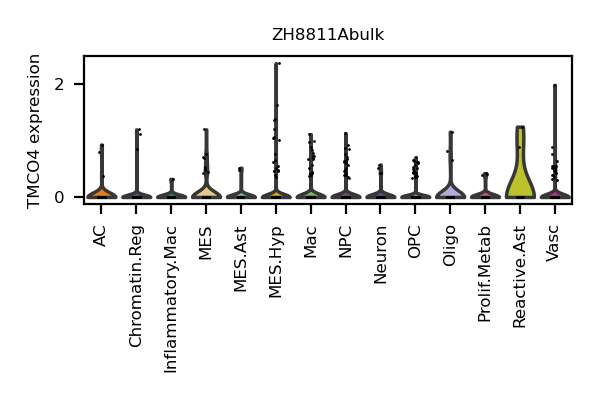 ZH8811Abulk
TMCO4 expression
2
0
AC
Chromatin.Reg
Inflammatory.Mac
MES
MES.Ast
MES.Hyp
Mac
NPC
Neuron
OPC
Oligo
Prolif.Metab
Reactive.Ast
Vasc